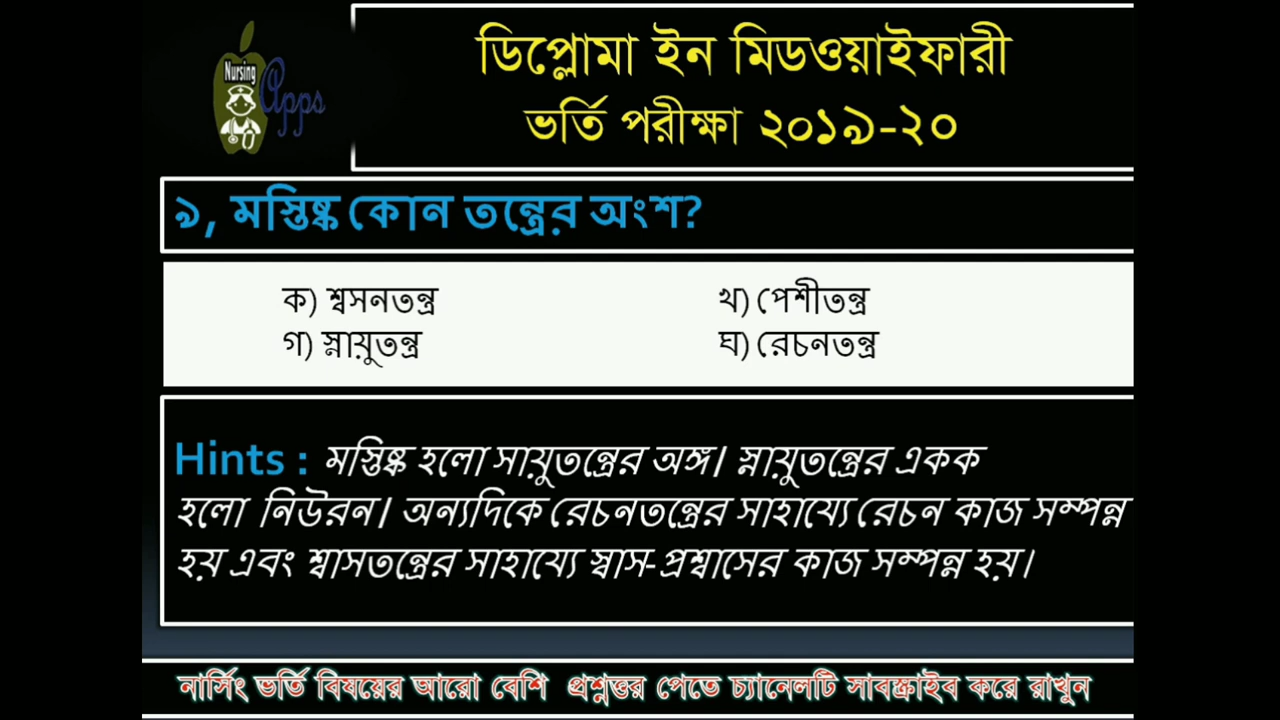 Nursing
Apps
ডিপ্লোমা ইন মিডওয়াইফারী
ভর্তি পরীক্ষা ২০১৯-২০
৯, মস্তিষ্ক কোন তন্ত্রের অংশ?
ক) শ্বসনতন্ত্র খ) পেশীতন্ত্র
গ) স্নায়ুতন্ত্র ঘ) রেচনতন্ত্র
Hints : মস্তিষ্ক হলো সায়ুতন্ত্রের অঙ্গ। স্নায়ুতন্ত্রের একক
হলো নিউরন। অন্যদিকে রেচনতন্ত্রের সাহায্যে রেচন কাজ সম্পন্ন
হয় এবং শ্বাসতন্ত্রের সাহায্যে স্বাস-প্রশ্বাসের কাজ সম্পন্ন হয়।
নার্সিং ভর্তি বিষয়ের আরো বেশি প্রশ্নত্তর পেতে চ্যানেলটি সাবস্ক্রাইব করে রাখুন